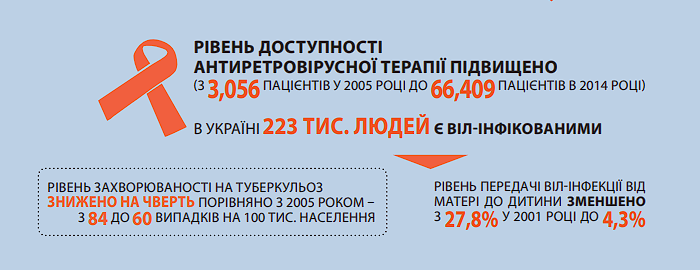 РІВЕНЬ ДОСТУПНОСТІ
АНТИРЕТРОВІРУСНОЇ ТЕРАПІЇ ПІДВИЩЕНО
(З 3,056 ПАЦІЄНТІВ У 2005 РОЦІ ДО 66,409 ПАЦІЄНТІВ В 2014 РОЦІ)
В УКРАЇНІ 223 ТИС. ЛЮДЕЙ Є ВІЛ-ІНФІКОВАНИМИ
РІВЕНЬ ЗАХВОРЮВАНОСТІ НА ТУБЕРКУЛЬОЗ
ЗНИЖЕНО НА ЧВЕРТЬ ПОРІВНЯНО З 2005 РОКОМ –
З 84 ДО 60 ВИПАДКІВ НА 100 ТИС. НАСЕЛЕННЯ
РІВЕНЬ ПЕРЕДАЧІ ВІЛ-ІНФЕКЦІЇ ВІД
МАТЕРІ ДО ДИТИНИ ЗМЕНШЕНО
З 27,8% У 2001 РОЦІ ДО 4,3%